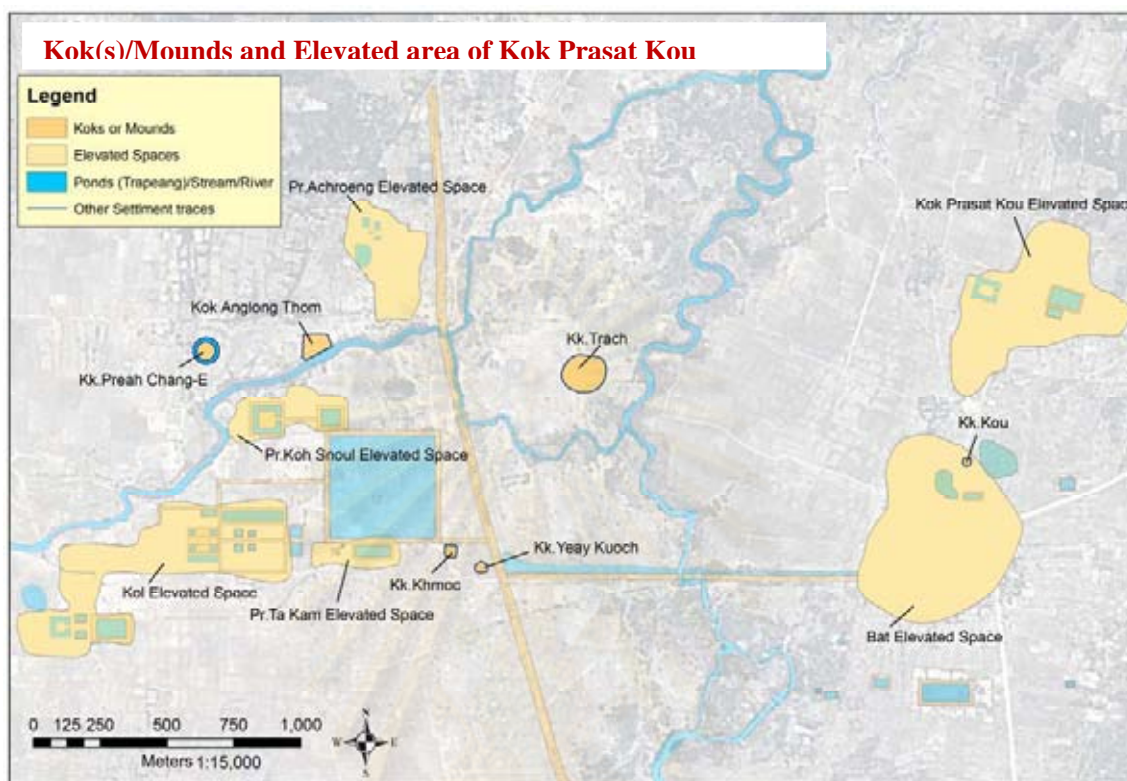 Kok(s)/Mounds and Elevated area of Kok Prasat Kou
Legend
Koks or Mounds
Elevated Spaces
Ponds (Trapeang)/Stream/River
Other Settlment traces
Pr.Achroeng Elevated Space
Kok Prasat Kou Elevated Space
Kok Anglong Thom
Kk.Trach
Kk.Preah Chang-E
Kk.Kou
Pr.Koh Snoul Elevated Space
Kk.Yeay Kuoch
Kk.Khmoc
Kol Elevated Space
Pr.Ta Kam Elevated Space
Bat Elevated Space
0 125 250 500 750 1,000
Meters 1:15,000
N
W E
S